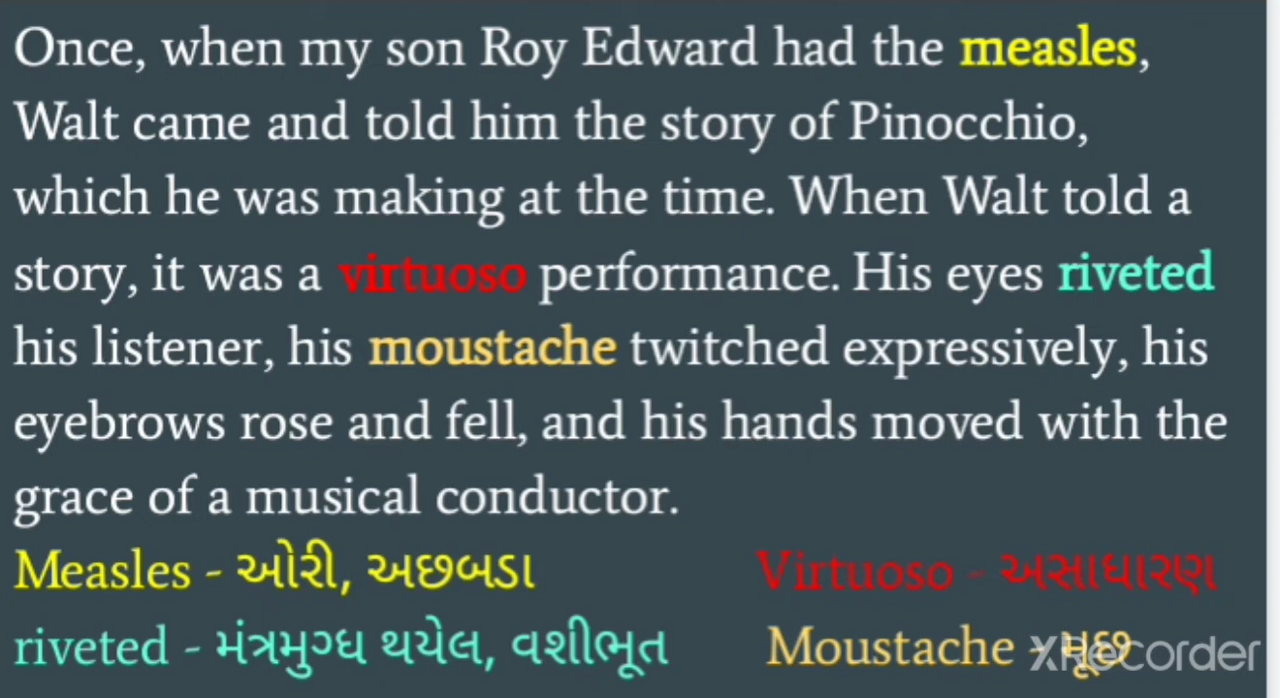 Once, when my son Roy Edward had the measles,
Walt came and told him the story of Pinocchio,
which he was making at the time. When Walt told a
story, it was a virtuoso performance. His eyes riveted
his listener, his moustache twitched expressively, his
eyebrows rose and fell, and his hands moved with the
grace of a musical conductor.
Measles - ઓરી, અછબડા Virtuoso - અસાધારણ
riveted - મંત્રમુગ્ધ થયેલ, વશીભૂત Moustache - મૂછ
XRecorder